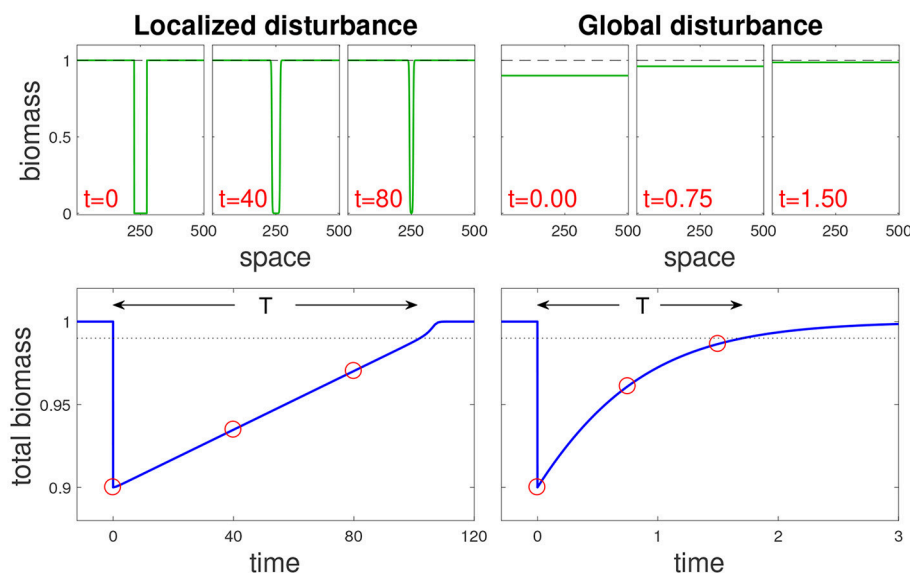 Localized disturbance
Global disturbance
biomass
1
0.5
0
t=0
t=40
t=80
t=0.00
t=0.75
t=1.50
250 500 250 500 250 500
250 500 250 500 250 500
space
space
total biomass
1
0.95
0.9
T
T
0 40 80 120
0 1 2 3
time
time